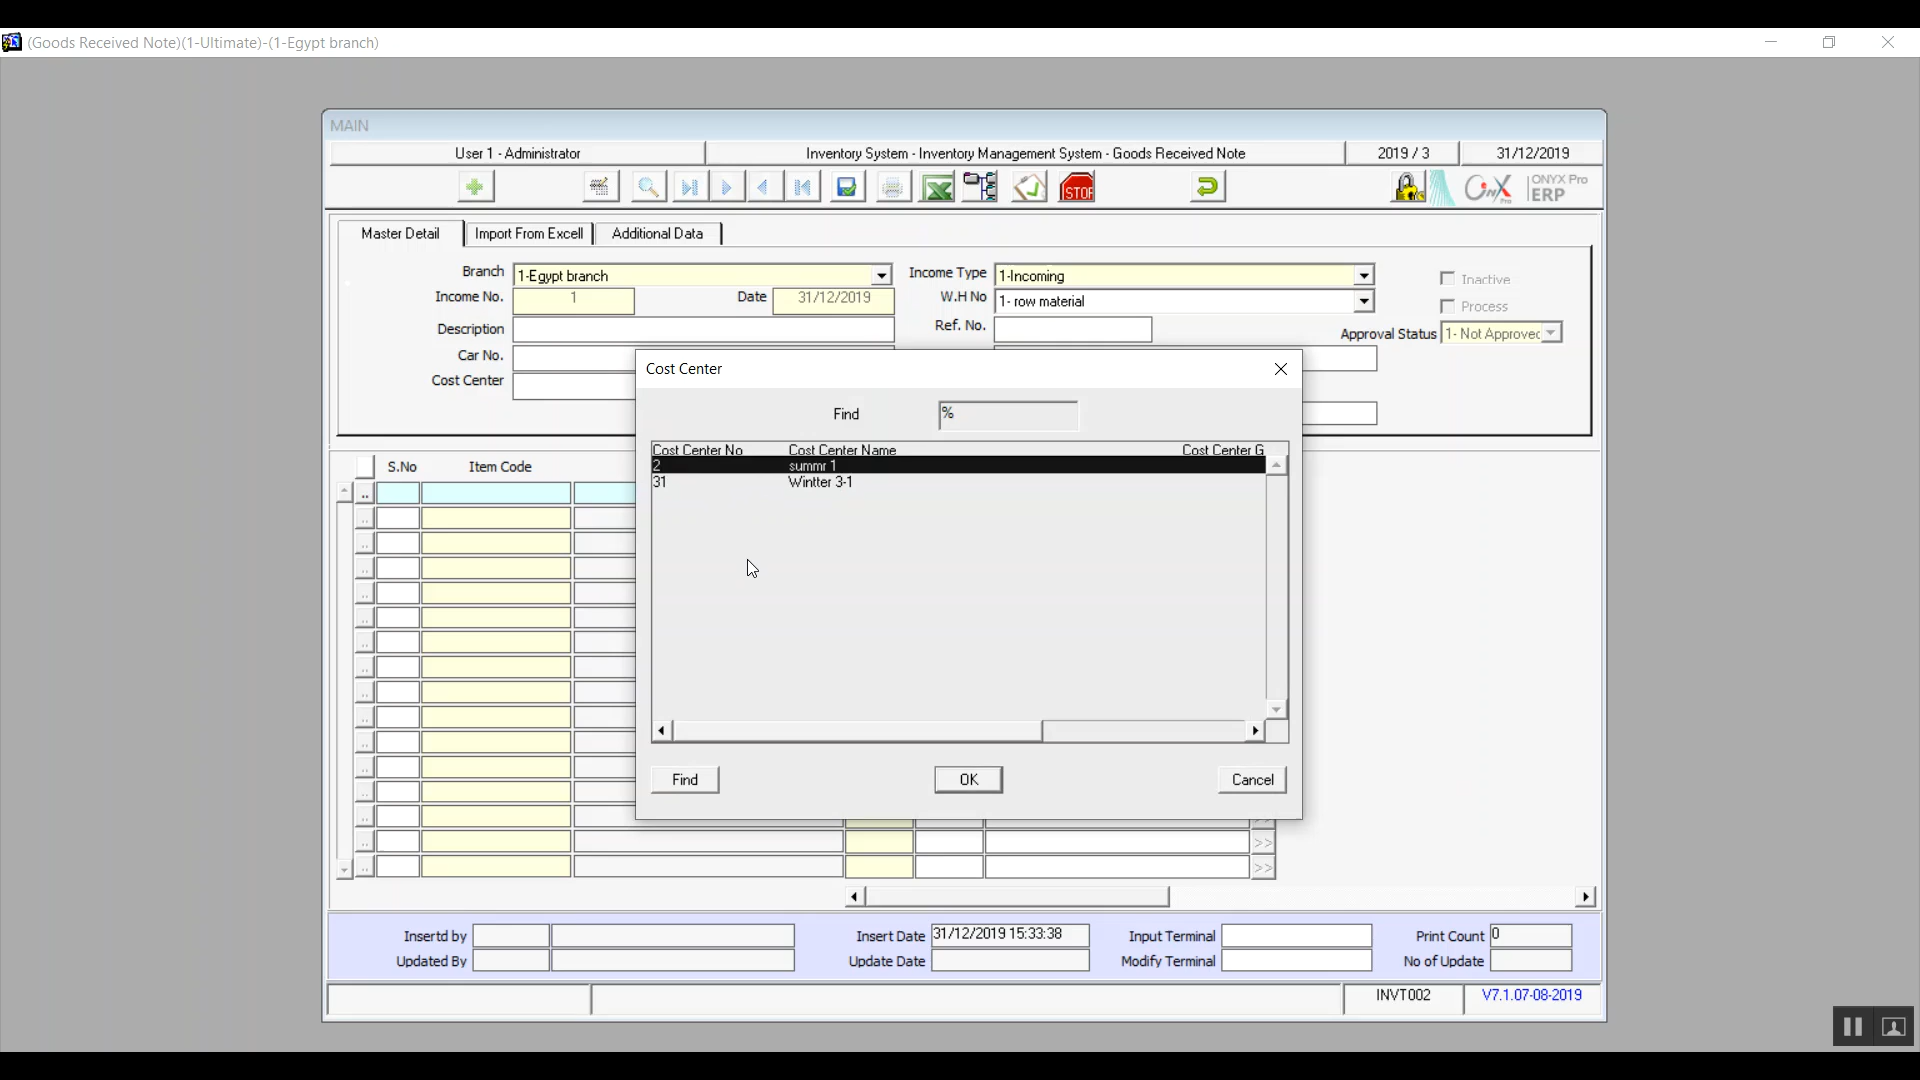 (Goods Received Note)(1-Ultimate)-(1-Egypt branch)
MAIN
User 1 - Administrator
Inventory System - Inventory Management System - Goods Received Note
2019 / 3
31/12/2019
STOP
Onyx Pro
ONYX Pro
ERP
Master Detail
Import From Excell
Additional Data
Branch
1-Egypt branch
Income Type
1-Incoming
Inactive
Income No.
1
Date
31/12/2019
W.H No
1- row material
Process
Description
Ref. No.
Approval Status
1- Not Approved
Car No.
Cost Center
Cost Center
Find
%
Cost Center No
Cost Center Name
Cost Center G
2
summr 1
31
Wintter 3-1
Find
OK
Cancel
S.No
Item Code
>>
>>
>>
Insertd by
Insert Date
31/12/2019 15:33:38
Input Terminal
Print Count
0
Updated By
Update Date
Modify Terminal
No of Update
INVT002
V7.1.07-08-2019